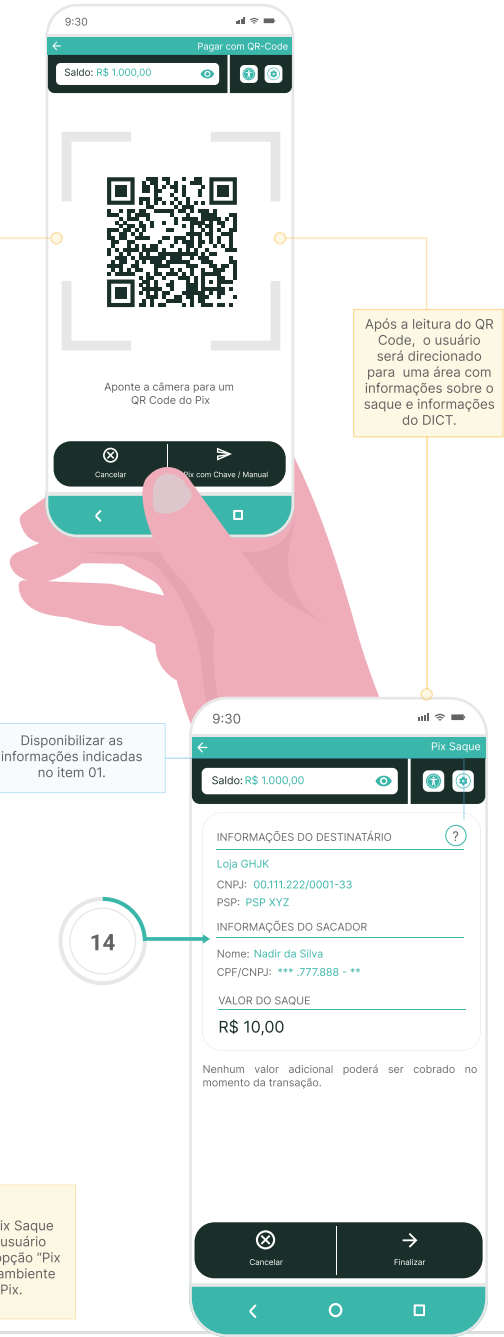 9:30
Pagar com QR-Code
Saldo: R$ 1.000,00
Aponte a câmera para um
QR Code do Pix
Cancelar
Pix com Chave / Manual
Após a leitura do QR
Code, o usuário
será direcionado
para uma área com
informações sobre o
saque e informações
do DICT.
Disponibilizar as
informações indicadas
no item 01.
14
9:30
Pix Saque
Saldo: R$ 1.000,00
INFORMAÇÕES DO DESTINATÁRIO
?
Loja GHJK
CNPJ: 00.111.222/0001-33
PSP: PSP XYZ
INFORMAÇÕES DO SACADOR
Nome: Nadir da Silva
CPF/CNPJ: *** .777.888 - **
VALOR DO SAQUE
R$ 10,00
Nenhum valor adicional poderá ser cobrado no
momento da transação.
Cancelar
Finalizar
Saque
usuário
opção “Pix
ambiente
Pix.